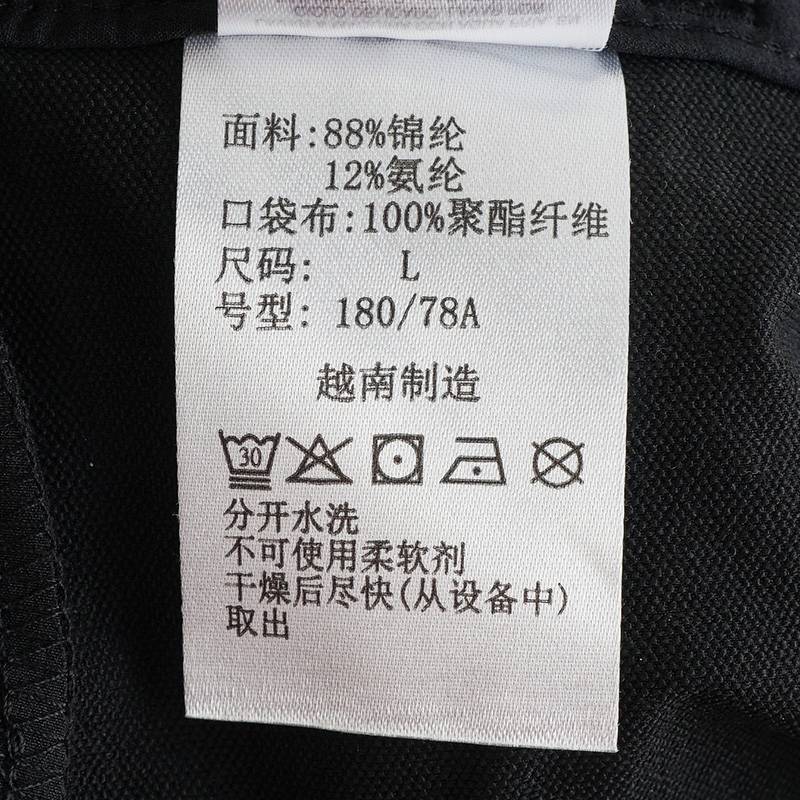 面料:88%锦纶
12%氨纶
口袋布:100%聚酯纤维
尺码: L
号型: 180/78A
越南制造
30
分开水洗
不可使用柔软剂
干燥后尽快(从设备中)
取出